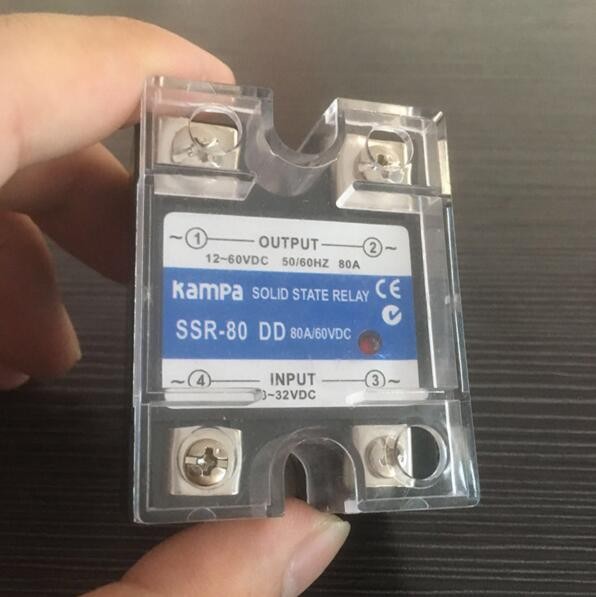 ~① OUTPUT ②~
12~60VDC 50/60HZ 80A
Kampa SOLID STATE RELAY CE
SSR-80 DD 80A/60VDC
~④ INPUT ③~
3~32VDC